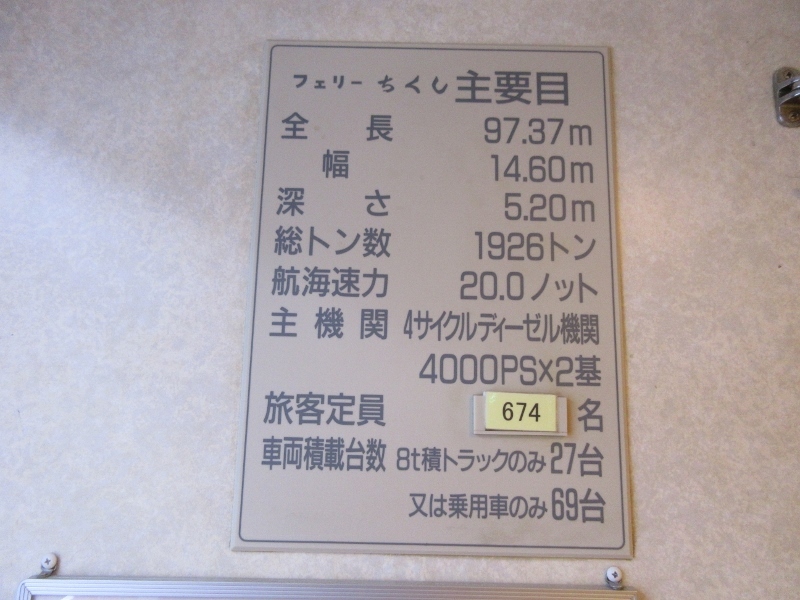 フェリー ちくし 主要目
全長 97.37m
幅 14.60m
深さ 5.20m
総トン数 1926トン
航海速力 20.0ノット
主機関 4サイクルディーゼル機関
4000PS×2基
旅客定員 674名
車両積載台数 8t積トラックのみ27台
又は乗用車のみ69台